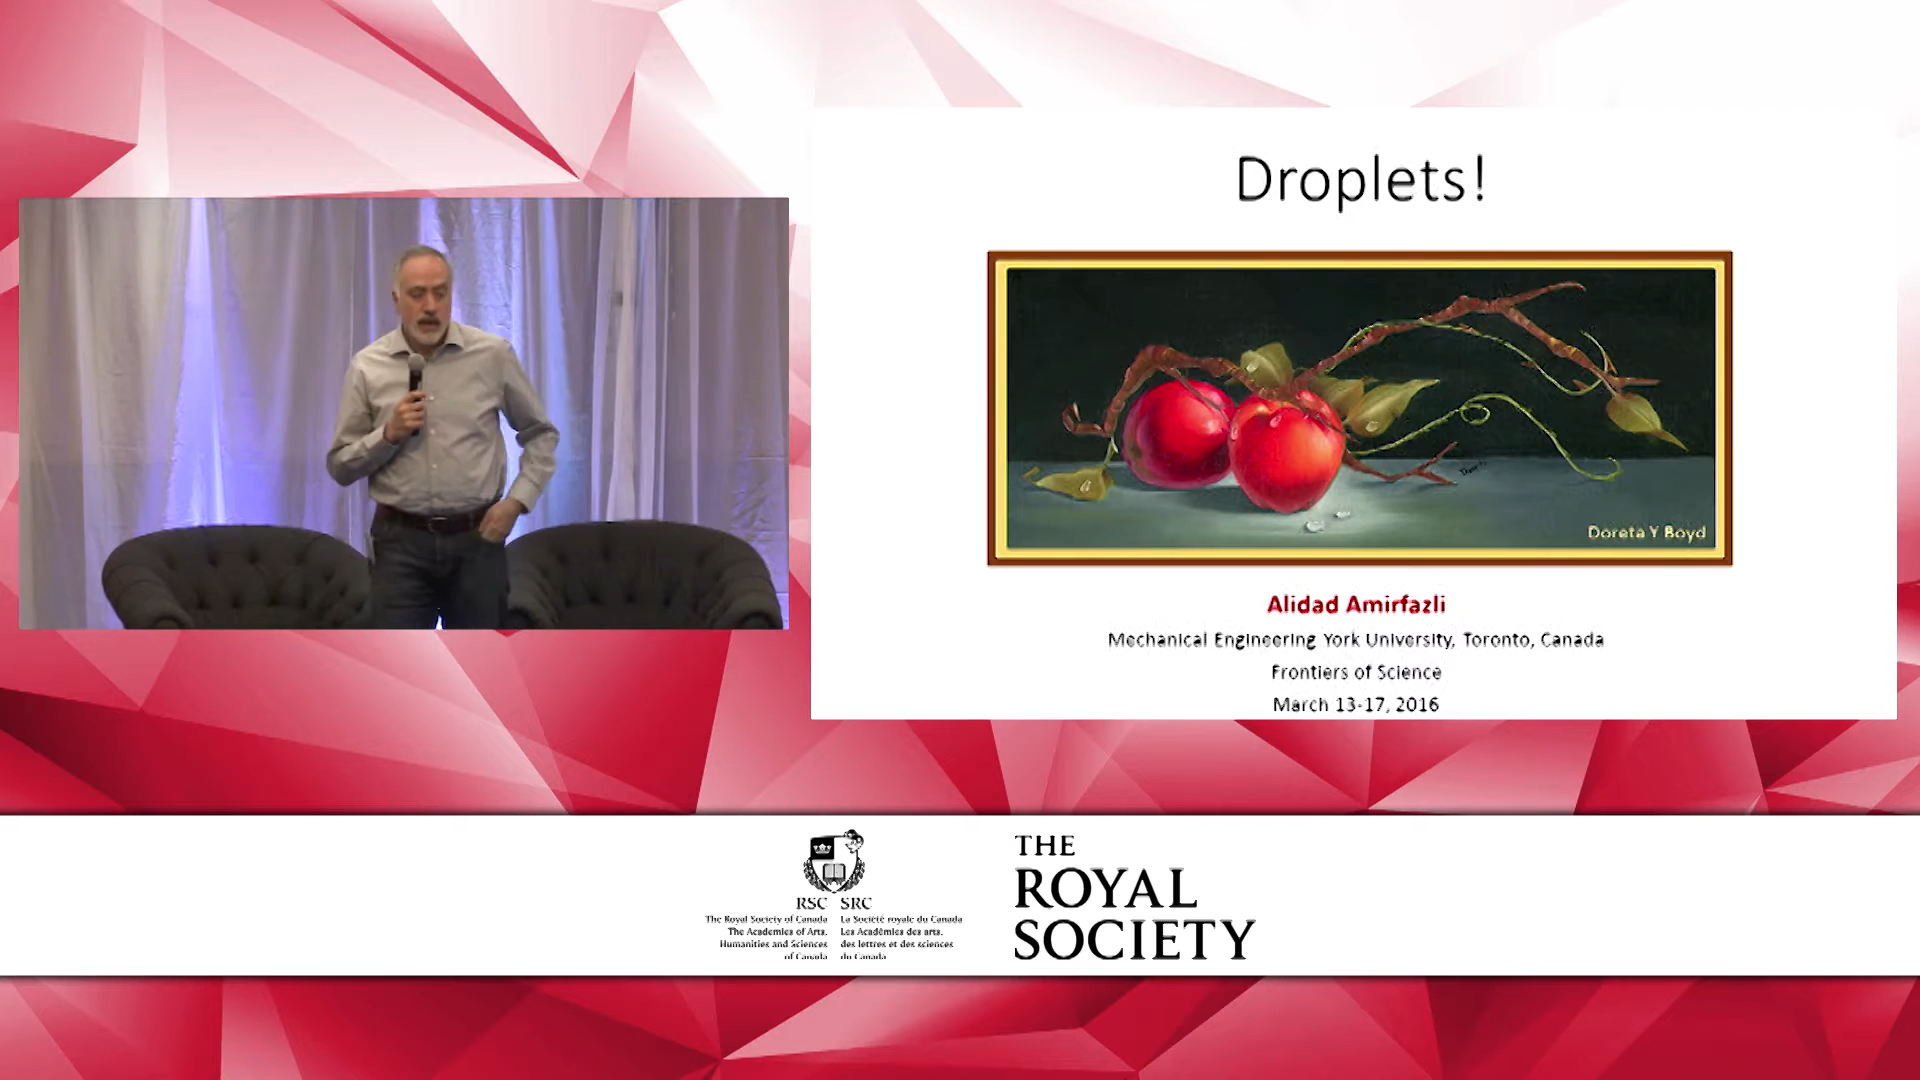 Droplets!
Doreta Y Boyd
Alidad Amirfazli
Mechanical Engineering York University, Toronto, Canada
Frontiers of Science
March 13-17, 2016
RSC SRC
The Royal Society of Canada
The Academies of Arts,
Humanities and Sciences
of Canada
La Société royale du Canada
Les Académies des arts,
des lettres et des sciences
du Canada
THE
ROYAL
SOCIETY